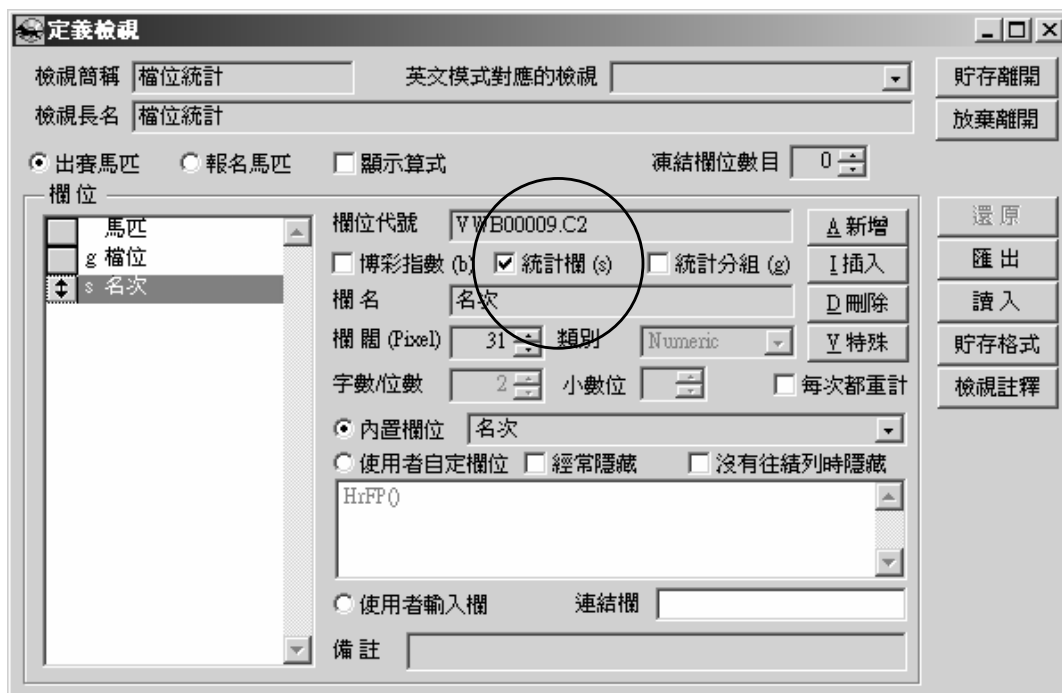 定義檢視
檢視簡稱 檔位統計 英文模式對應的檢視 貯存離開
檢視長名 檔位統計 放棄離開
出賽馬匹 報名馬匹 顯示算式 凍結欄位數目 0
欄位
馬匹
g 檔位
s 名次
欄位代號 VWB00009.C2 A 新增 還原
博彩指數 (b) 統計欄 (s) 統計分組 (g) I 插入 匯出
欄名 名次 D 刪除 讀入
欄闊 (Pixel) 31 類別 Numeric V 特殊 貯存格式
字數/位數 2 小數位 每次都重計 檢視註釋
內置欄位 名次
使用者自定欄位 經常隱藏 沒有往績列時隱藏
HrFP()
使用者輸入欄 連結欄
備註